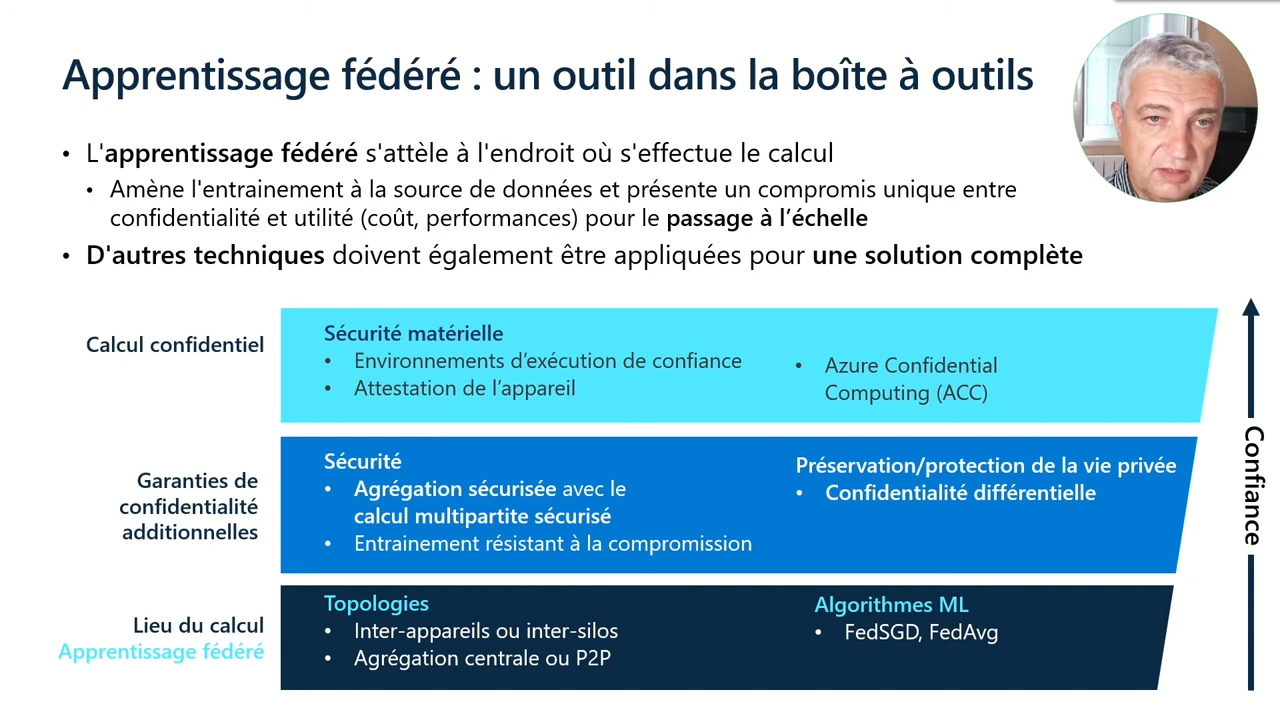 Apprentissage fédéré : un outil dans la boîte à outils
• L'apprentissage fédéré s'attèle à l'endroit où s'effectue le calcul
• Amène l'entrainement à la source de données et présente un compromis unique entre
confidentialité et utilité (coût, performances) pour le passage à l’échelle
• D'autres techniques doivent également être appliquées pour une solution complète
Calcul confidentiel
Sécurité matérielle
• Environnements d‘exécution de confiance
• Attestation de l’appareil
• Azure Confidential
Computing (ACC)
Garanties de
confidentialité
additionnelles
Sécurité
• Agrégation sécurisée avec le
calcul multipartite sécurisé
• Entrainement résistant à la compromission
Préservation/protection de la vie privée
• Confidentialité différentielle
Lieu du calcul
Apprentissage fédéré
Topologies
• Inter-appareils ou inter-silos
• Agrégation centrale ou P2P
Algorithmes ML
• FedSGD, FedAvg
Confiance